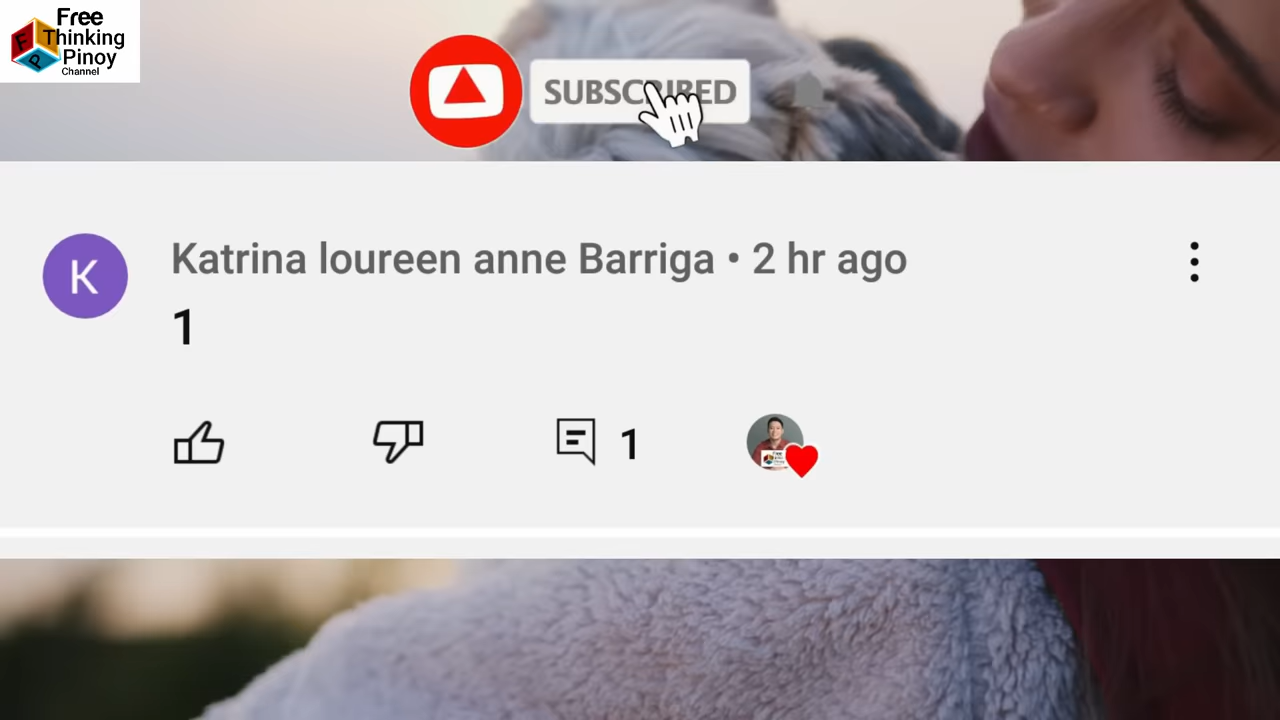 Free
Thinking
Pinoy
Channel
F
P
SUBSCRIBED
K
Katrina loureen anne Barriga • 2 hr ago
1
1